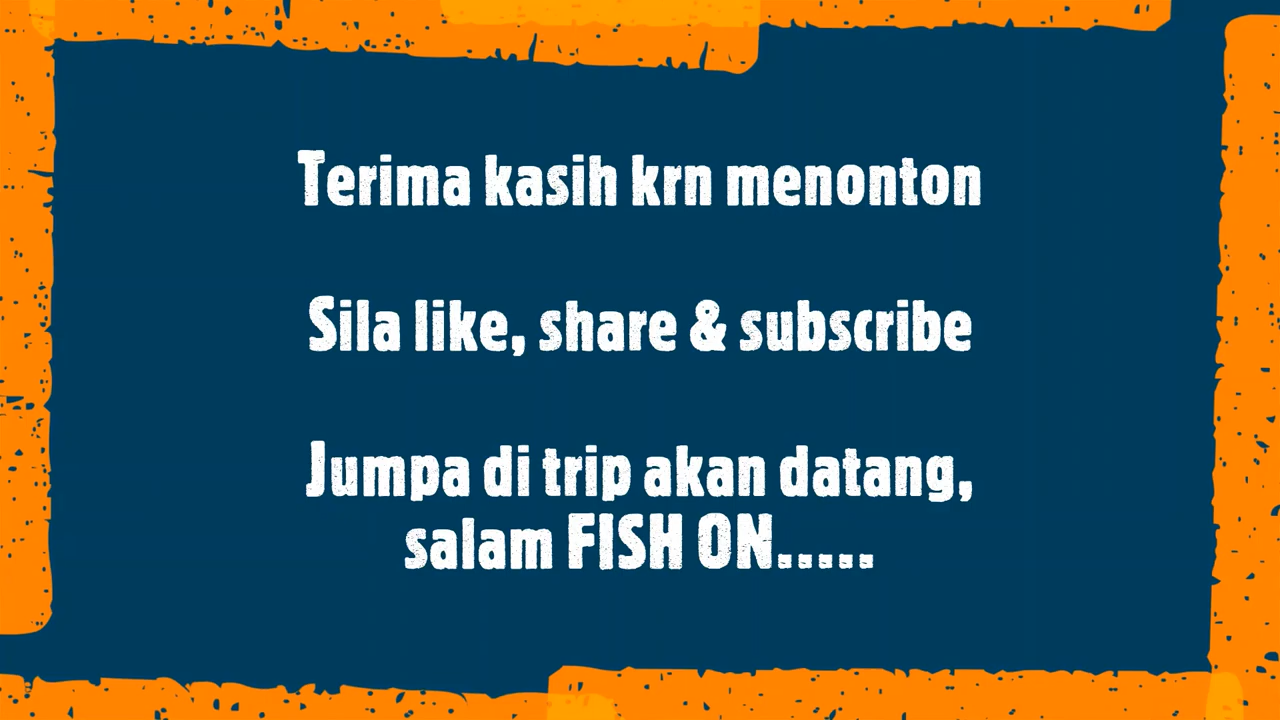 Terima kasih krn menonton
Sila like, share & subscribe
Jumpa di trip akan datang,
salam FISH ON.....